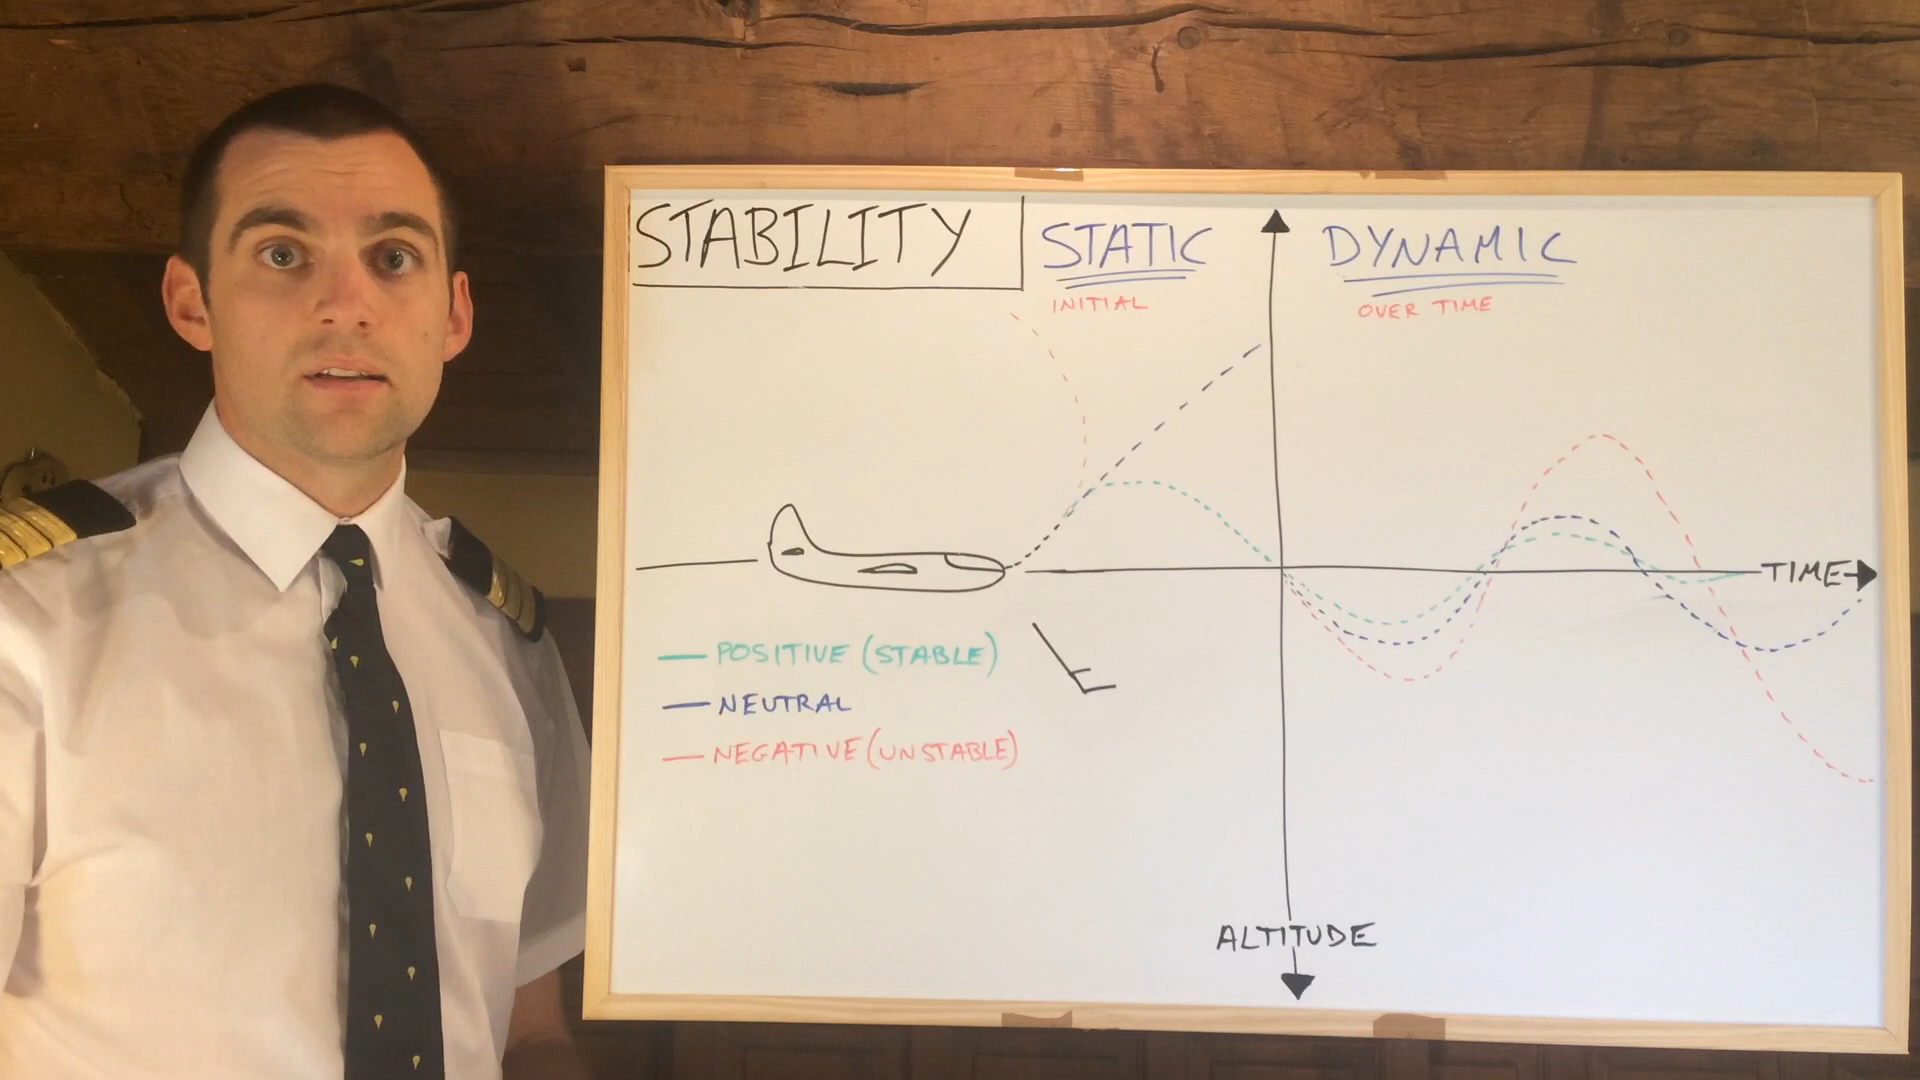 STABILITY
STATIC
INITIAL
DYNAMIC
OVER TIME
TIME
POSITIVE (STABLE)
NEUTRAL
NEGATIVE (UNSTABLE)
ALTITUDE